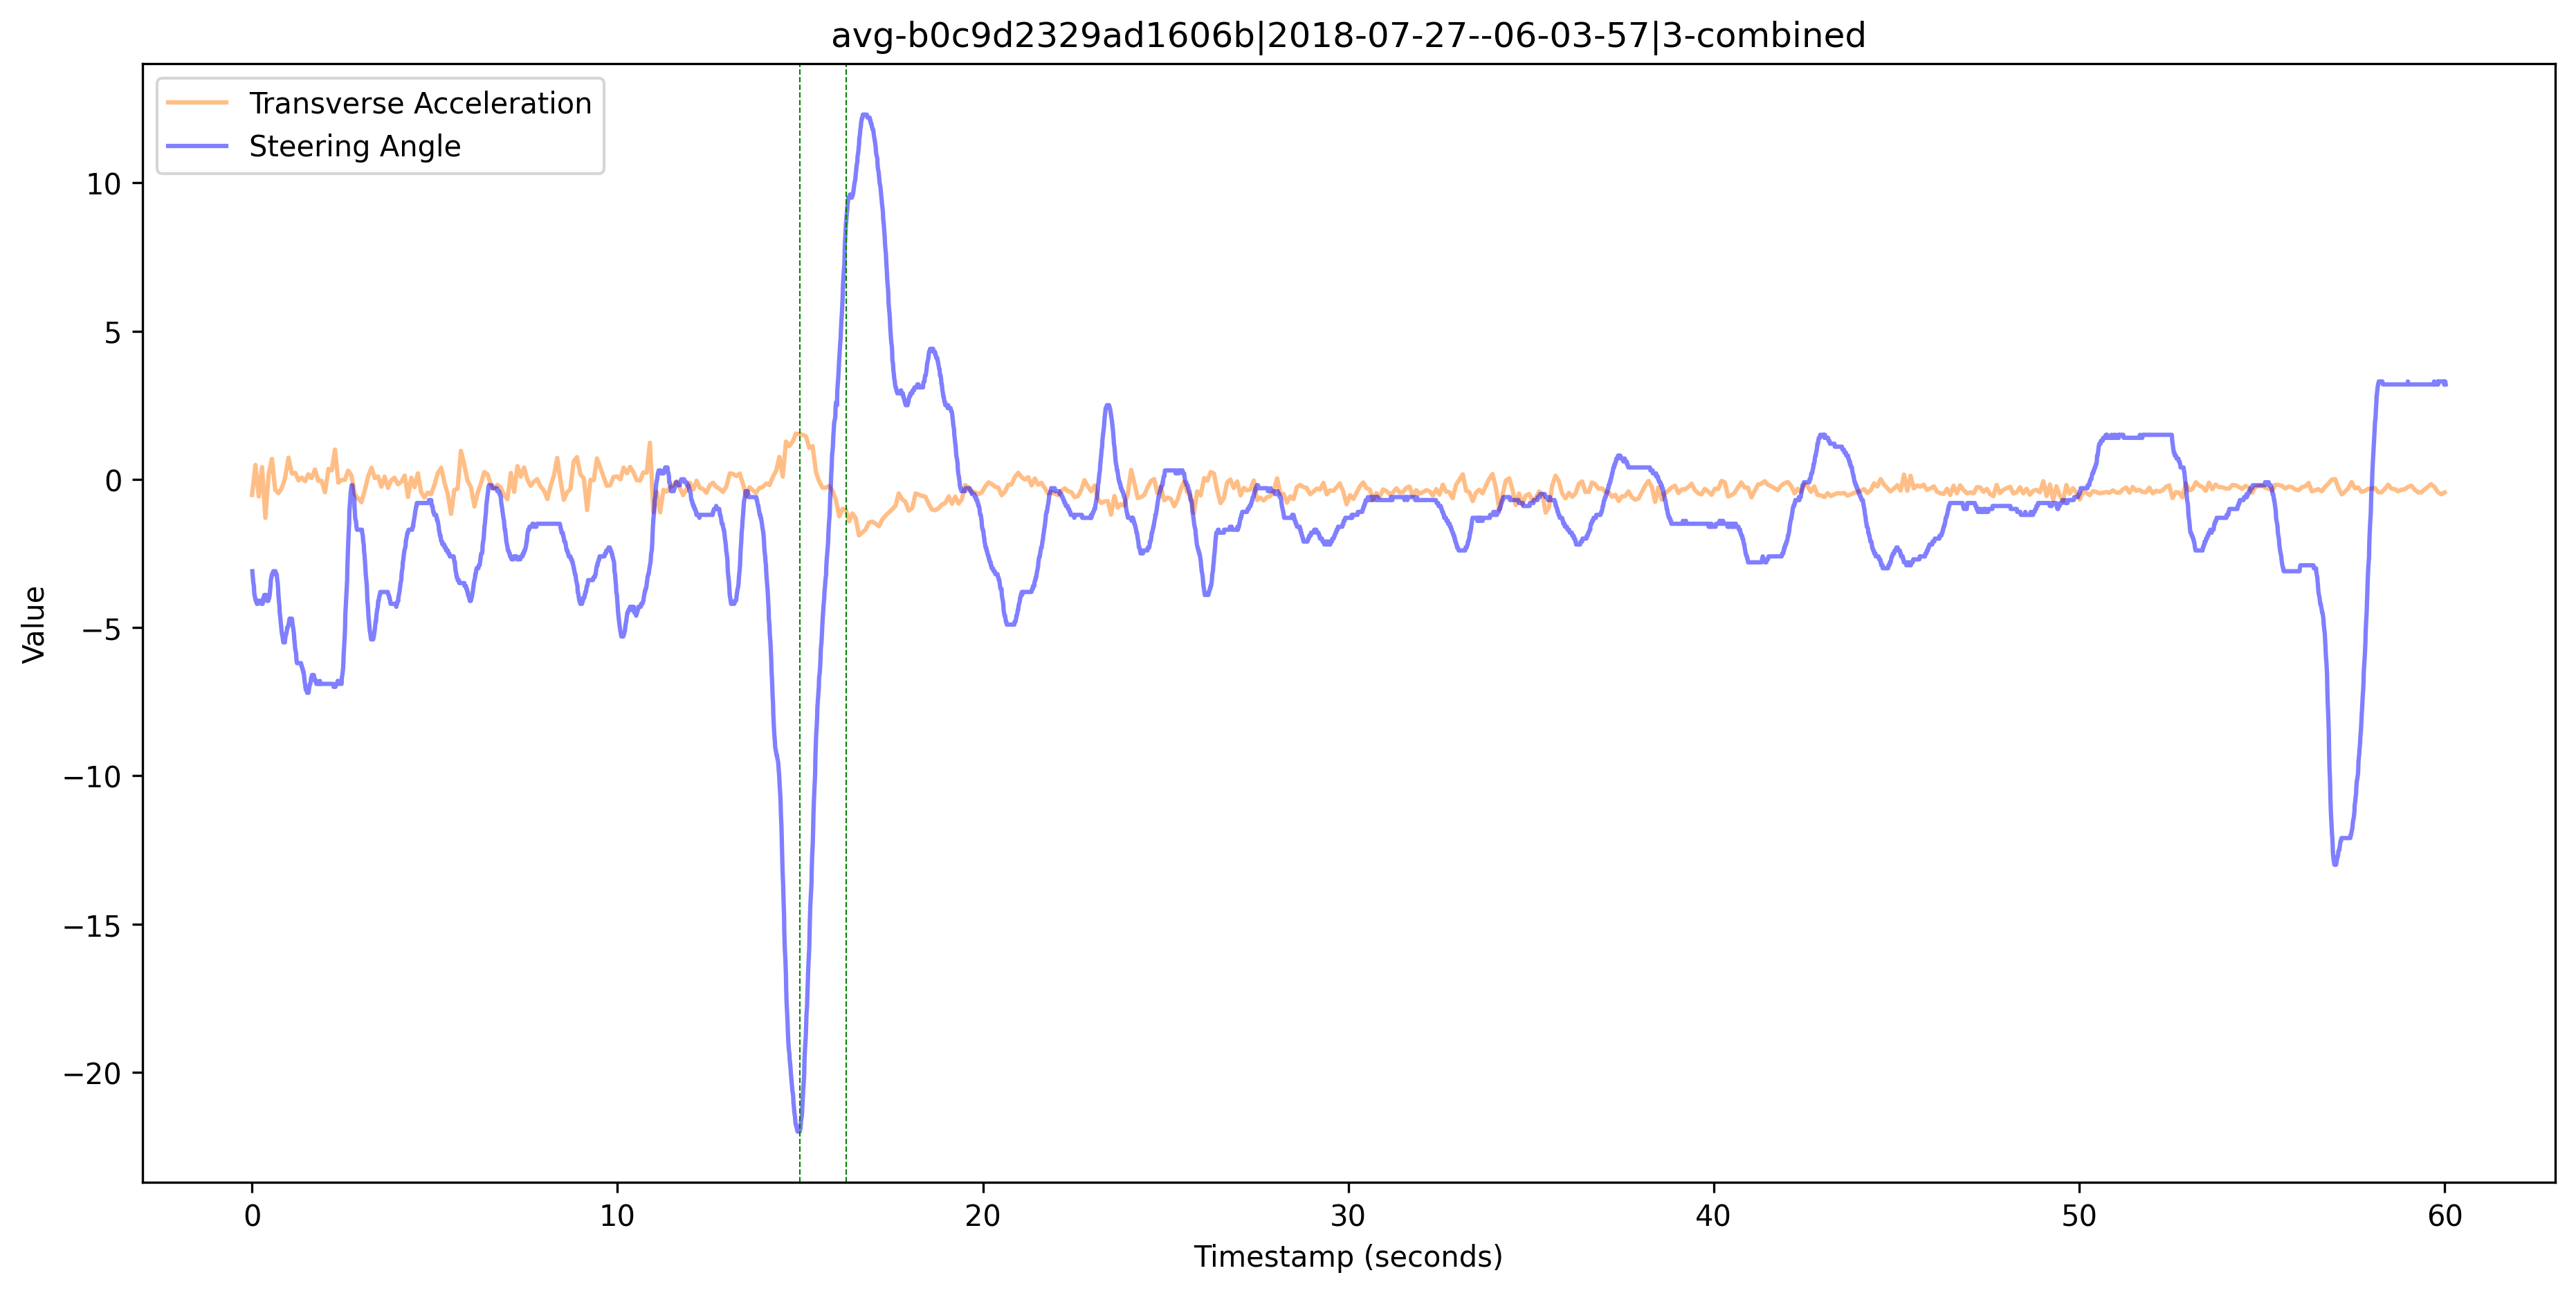 avg-b0c9d2329ad1606b|2018-07-27--06-03-57|3-combined
Transverse Acceleration
Steering Angle
10
5
0
−5
−10
−15
−20
Value
0 10 20 30 40 50 60
Timestamp (seconds)